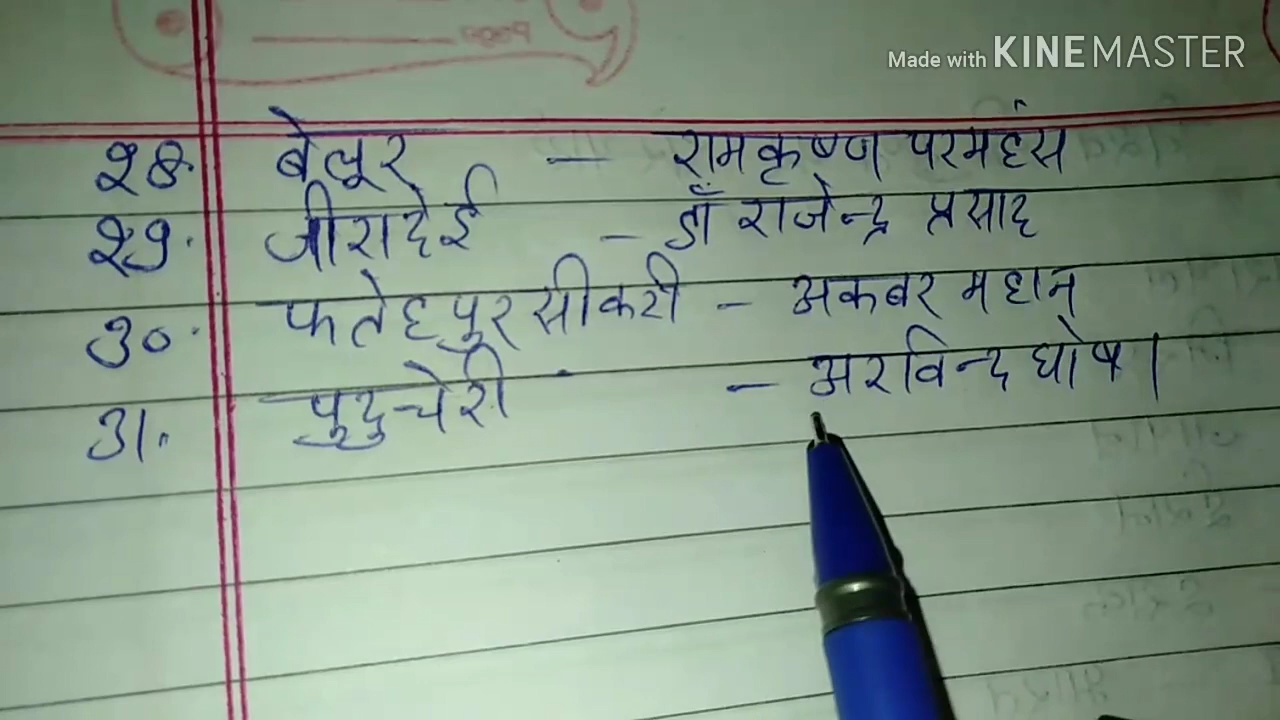 Made with KINEMASTER
२८. बेलूर — रामकृष्ण परमहंस
२९. जीरादेई — डॉ राजेन्द्र प्रसाद
३०. फतेहपुर सीकरी — अकबर महान
३१. पुदुचेरी — अरविन्द घोष।